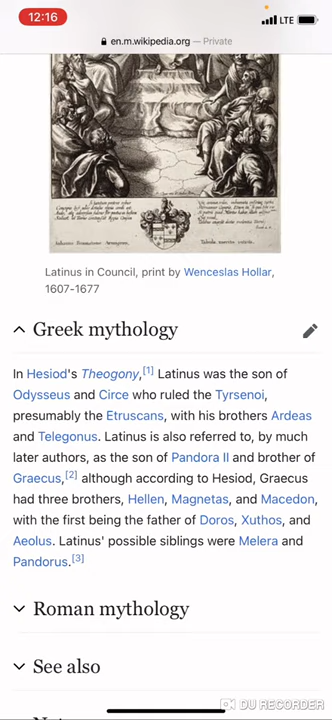 12:16
LTE
en.m.wikipedia.org — Private
Latinus in Council, print by Wenceslas Hollar,
1607-1677
Greek mythology
In Hesiod's Theogony,[1] Latinus was the son of
Odysseus and Circe who ruled the Tyrsenoi,
presumably the Etruscans, with his brothers Ardeas
and Telegonus. Latinus is also referred to, by much
later authors, as the son of Pandora II and brother of
Graecus,[2] although according to Hesiod, Graecus
had three brothers, Hellen, Magnetas, and Macedon,
with the first being the father of Doros, Xuthos, and
Aeolus. Latinus' possible siblings were Melera and
Pandorus.[3]
Roman mythology
See also
DU RECORDER